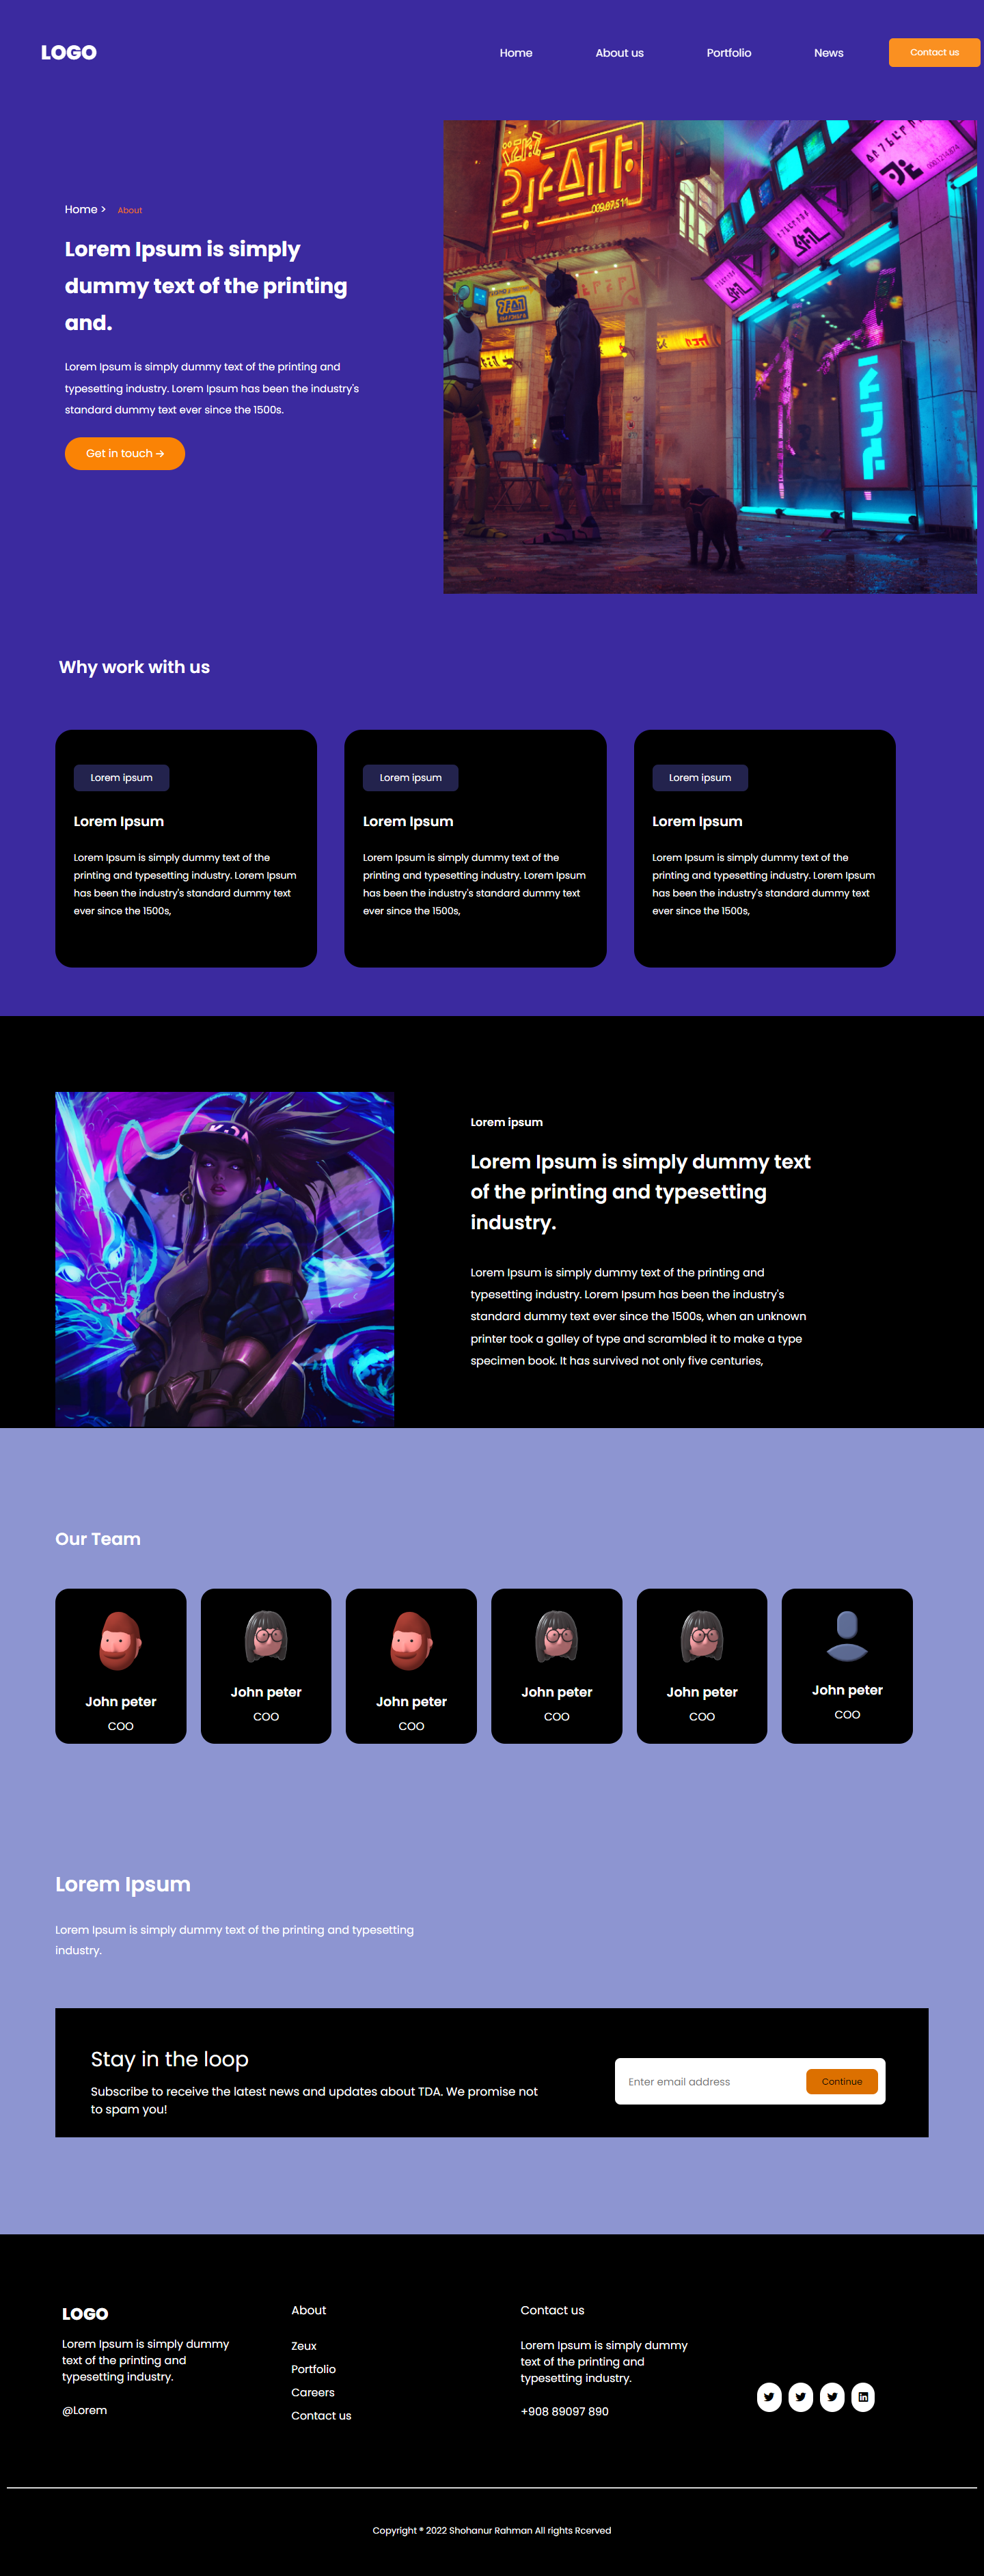 LOGO
Home
About us
Portfolio
News
Contact us
Home >
About
Lorem Ipsum is simply
dummy text of the printing
and.
Lorem Ipsum is simply dummy text of the printing and
typesetting industry. Lorem Ipsum has been the industry's
standard dummy text ever since the 1500s.
Get in touch →
Why work with us
Lorem ipsum
Lorem Ipsum
Lorem Ipsum is simply dummy text of the
printing and typesetting industry. Lorem Ipsum
has been the industry's standard dummy text
ever since the 1500s,
Lorem ipsum
Lorem Ipsum
Lorem Ipsum is simply dummy text of the
printing and typesetting industry. Lorem Ipsum
has been the industry's standard dummy text
ever since the 1500s,
Lorem ipsum
Lorem Ipsum
Lorem Ipsum is simply dummy text of the
printing and typesetting industry. Lorem Ipsum
has been the industry's standard dummy text
ever since the 1500s,
Lorem ipsum
Lorem Ipsum is simply dummy text
of the printing and typesetting
industry.
Lorem Ipsum is simply dummy text of the printing and
typesetting industry. Lorem Ipsum has been the industry's
standard dummy text ever since the 1500s, when an unknown
printer took a galley of type and scrambled it to make a type
specimen book. It has survived not only five centuries,
Our Team
John peter
COO
John peter
COO
John peter
COO
John peter
COO
John peter
COO
John peter
COO
Lorem Ipsum
Lorem Ipsum is simply dummy text of the printing and typesetting
industry.
Stay in the loop
Subscribe to receive the latest news and updates about TDA. We promise not
to spam you!
Enter email address
Continue
LOGO
Lorem Ipsum is simply dummy
text of the printing and
typesetting industry.
@Lorem
About
Zeux
Portfolio
Careers
Contact us
Contact us
Lorem Ipsum is simply dummy
text of the printing and
typesetting industry.
+908 89097 890
Copyright ® 2022 Shohanur Rahman All rights Rcerved